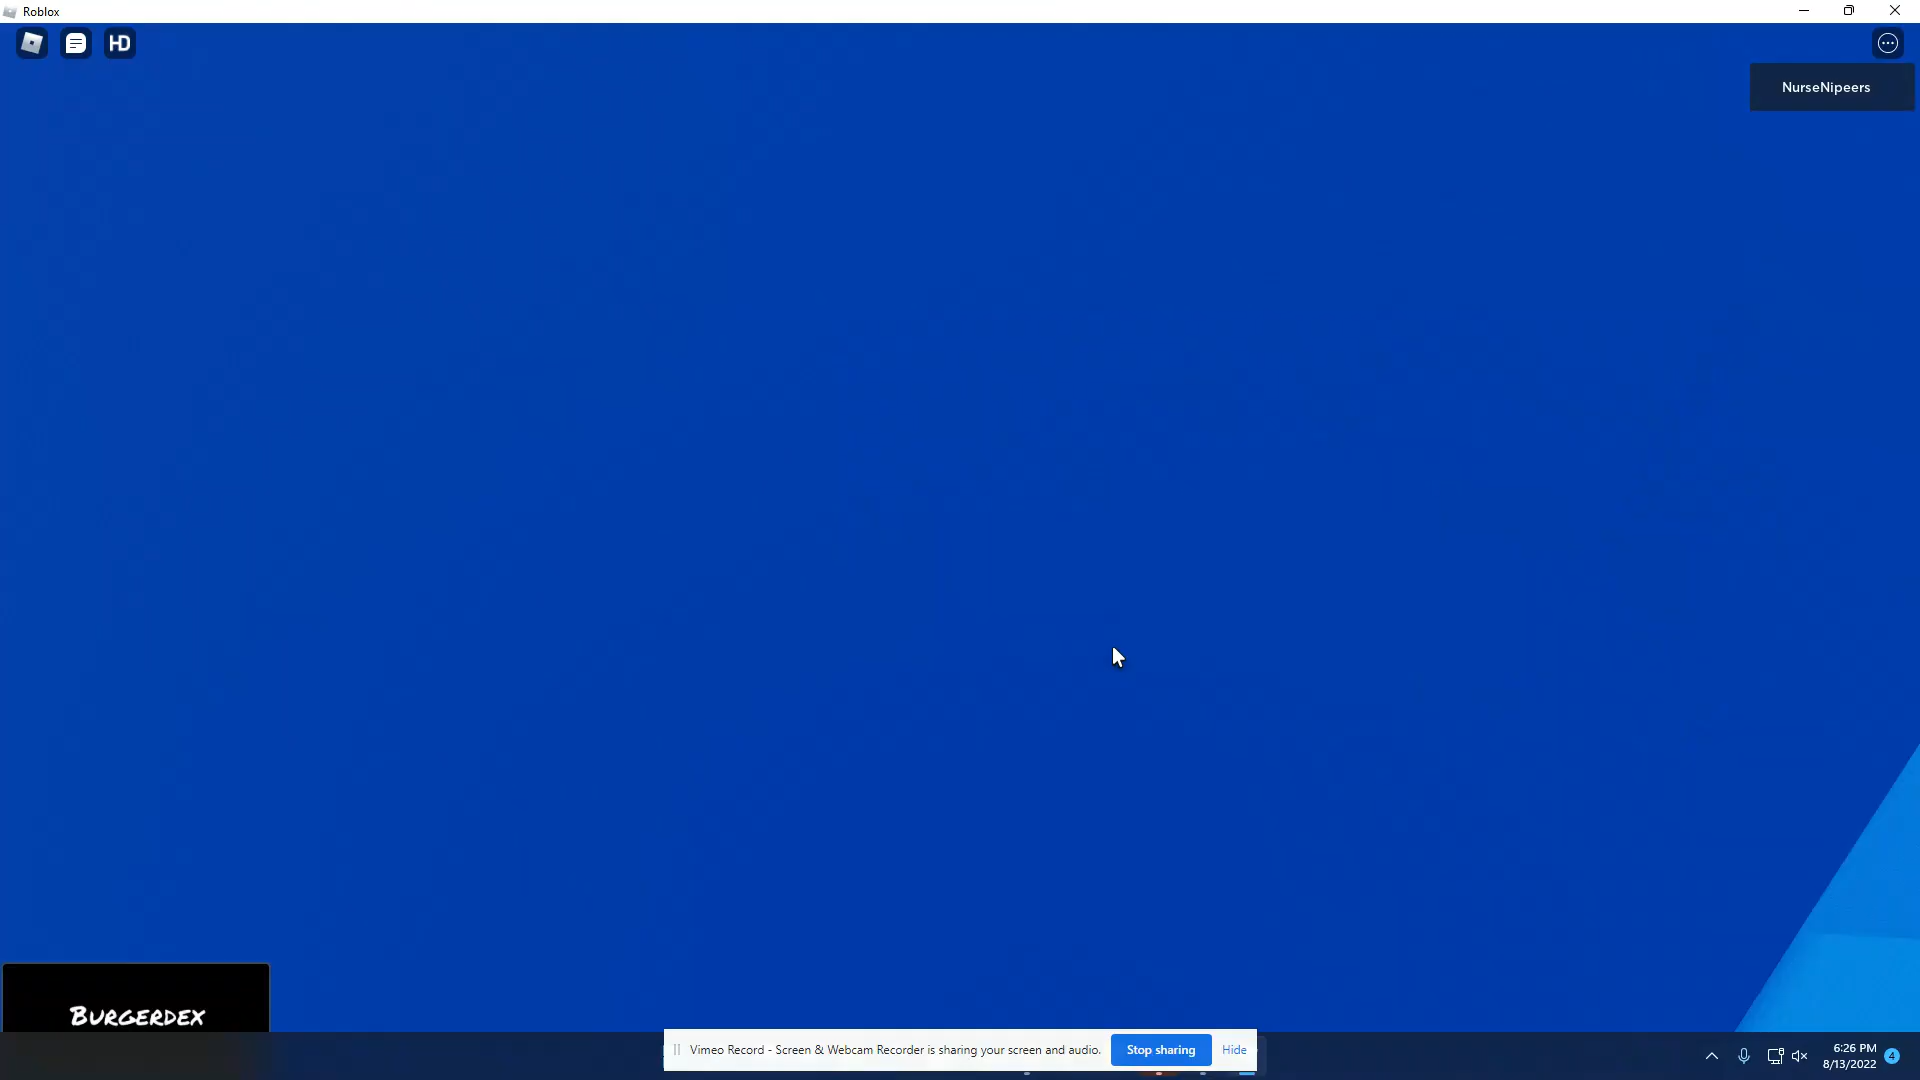 Roblox
HD
NurseNipeers
BURGERDEX
Vimeo Record - Screen & Webcam Recorder is sharing your screen and audio.
Stop sharing
Hide
6:26 PM
8/13/2022
4